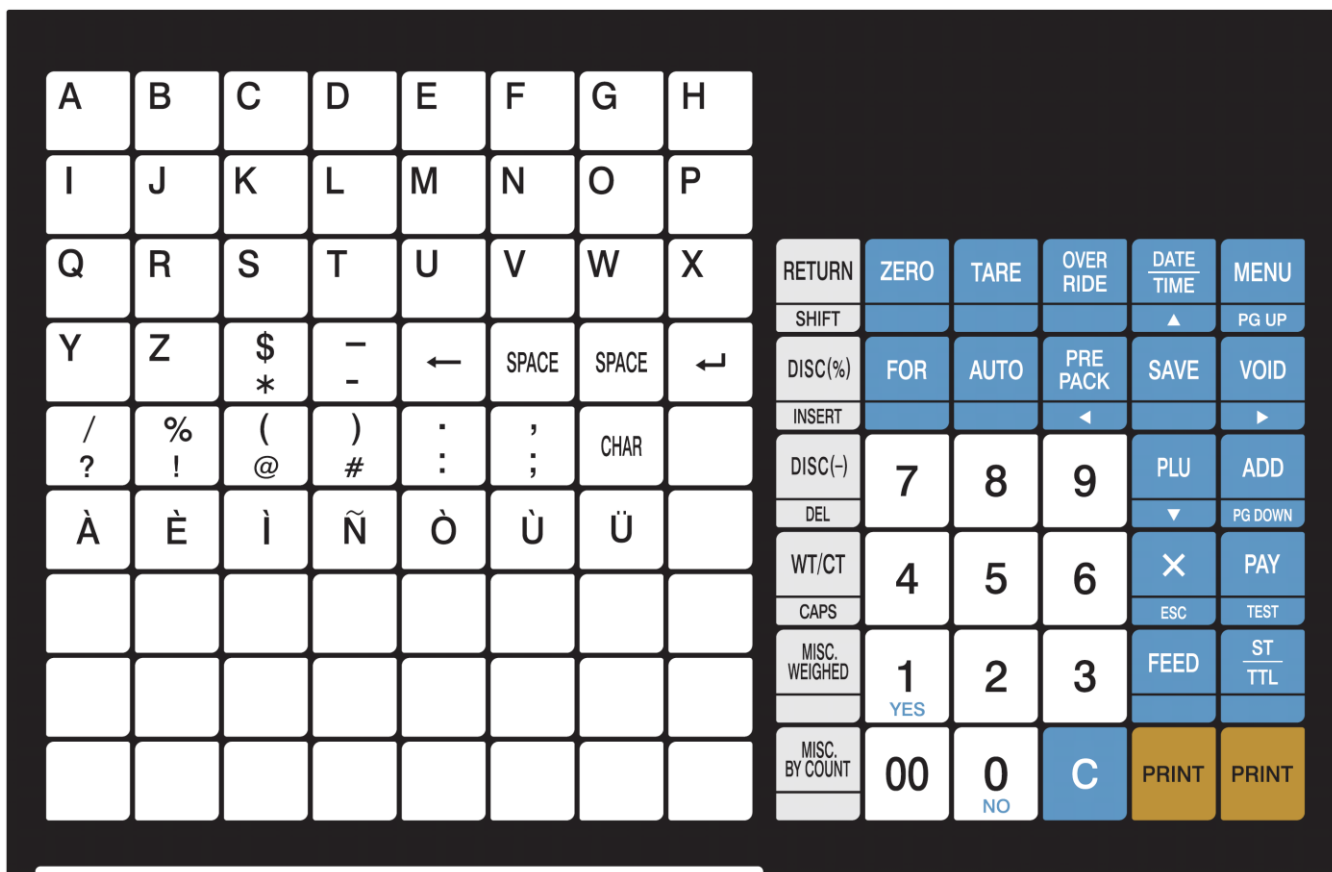 A B C D E F G H
I J K L M N O P
Q R S T U V W X
Y Z $ – ← SPACE SPACE ↵
* -
/ % ( ) . ,
? ! @ # : ; CHAR
À È Ì Ñ Ò Ù Ü
RETURN ZERO TARE OVER RIDE DATE TIME MENU
SHIFT ▲ PG UP
DISC(%) FOR AUTO PRE PACK SAVE VOID
INSERT ◀ ▶
DISC(–) 7 8 9 PLU ADD
DEL ▼ PG DOWN
WT/CT 4 5 6 × PAY
CAPS ESC TEST
MISC. WEIGHED 1 2 3 FEED ST TTL
YES
MISC. BY COUNT 00 0 C PRINT PRINT
NO